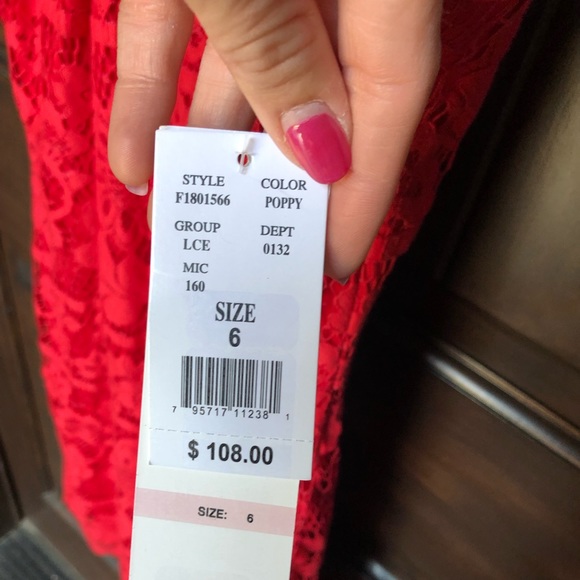 STYLE COLOR
F1801566 POPPY
GROUP DEPT
LCE 0132
MIC
160
SIZE
6
7 95717 11238 1
$ 108.00
SIZE: 6